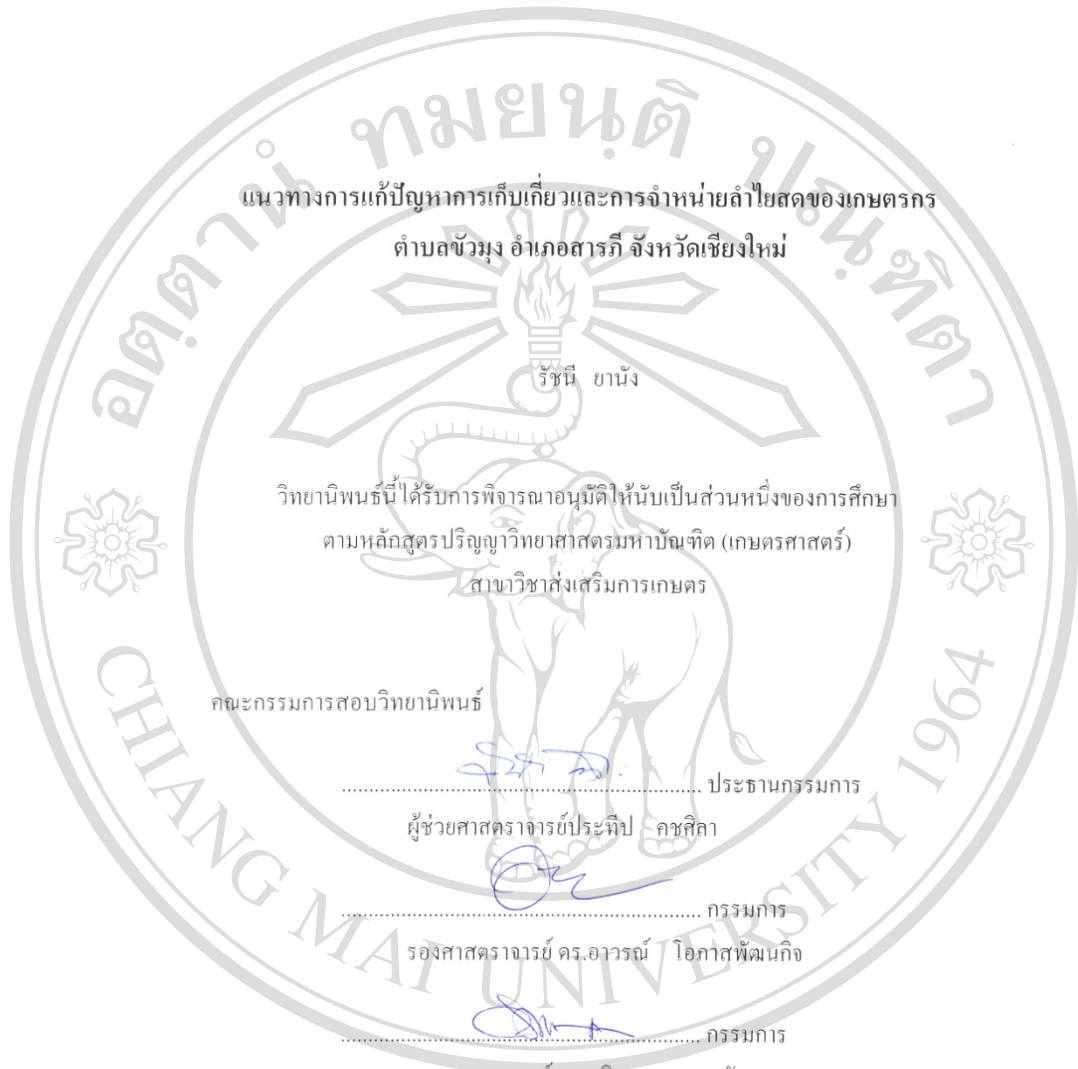 อตฺตานํ ทมยนฺติ ปณฺฑิตา
แนวทางการแก้ปัญหาการเก็บเกี่ยวและการจำหน่ายลำไยสดของเกษตรกร
ตำบลขัวมุง อำเภอสารภี จังหวัดเชียงใหม่
รัชนี ยานัง
วิทยานิพนธ์นี้ได้รับการพิจารณาอนุมัติให้นับเป็นส่วนหนึ่งของการศึกษา
ตามหลักสูตรปริญญาวิทยาศาสตรมหาบัณฑิต (เกษตรศาสตร์)
สาขาวิชาส่งเสริมการเกษตร
คณะกรรมการสอบวิทยานิพนธ์
................................................................ ประธานกรรมการ
ผู้ช่วยศาสตราจารย์ประทีป คชศิลา
................................................................ กรรมการ
รองศาสตราจารย์ ดร.อาวรณ์ โอภาสพัฒนกิจ
................................................................ กรรมการ
CHIANG MAI UNIVERSITY 1964